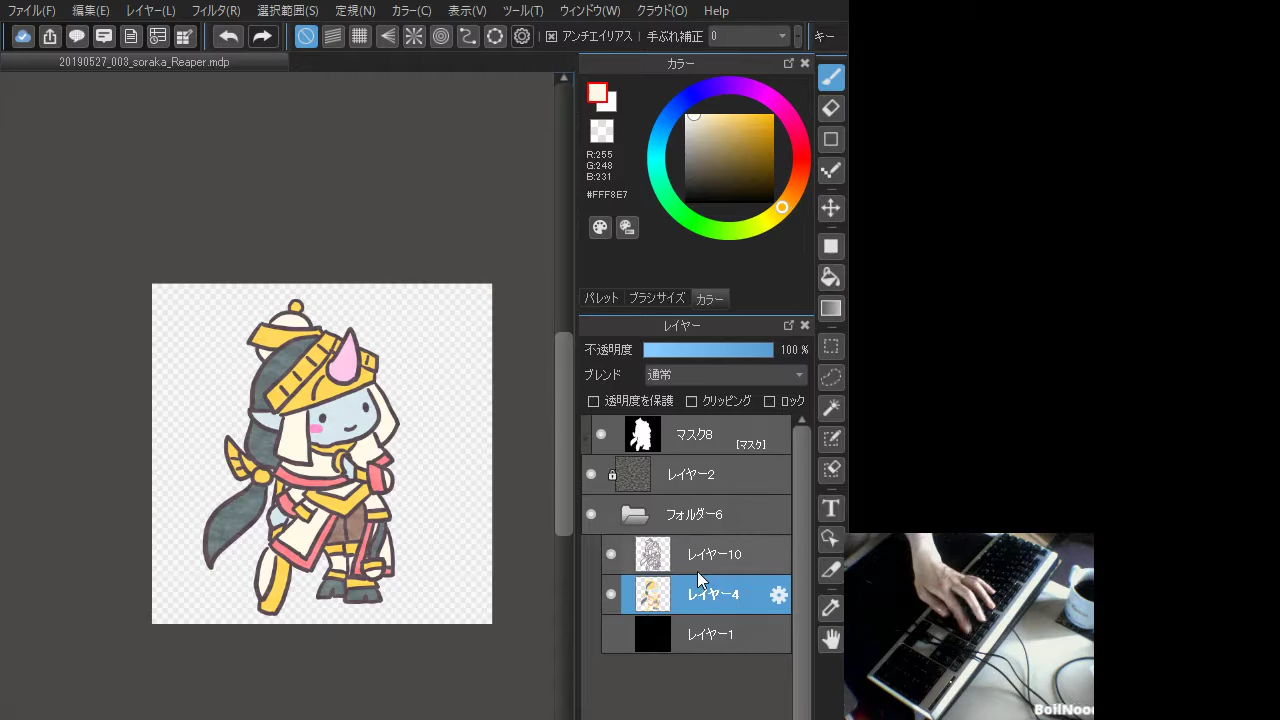 ファイル(F) 編集(E) レイヤー(L) フィルタ(R) 選択範囲(S) 定規(N) カラー(C) 表示(V) ツール(T) ウィンドウ(W) クラウド(O) Help
アンチエイリアス 手ぶれ補正 0 キー
20190527_003_soraka_Reaper.mdp
カラー
R:255
G:248
B:231
#FFF8E7
パレット ブラシサイズ カラー
レイヤー
不透明度 100 %
ブレンド 通常
透明度を保護 クリッピング ロック
マスク8
[マスク]
レイヤー2
フォルダー6
レイヤー10
レイヤー4
レイヤー1
T